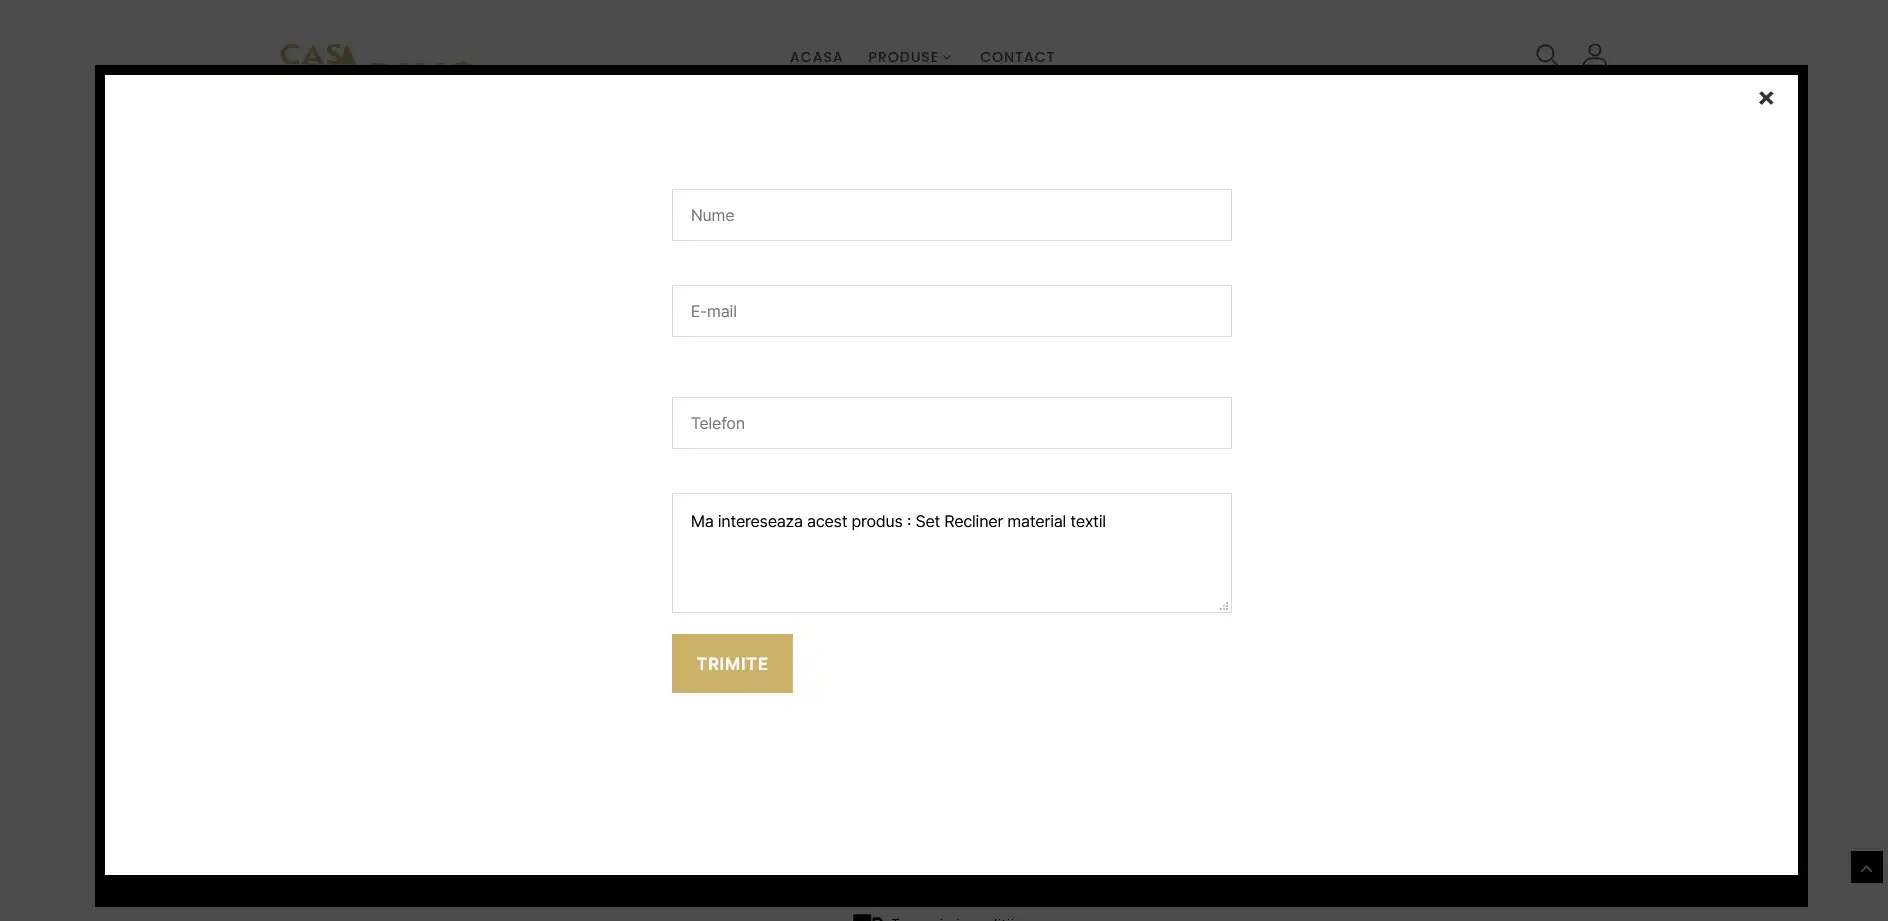 CASA
ACASA PRODUSE CONTACT
Nume
E-mail
Telefon
Ma intereseaza acest produs : Set Recliner material textil
TRIMITE